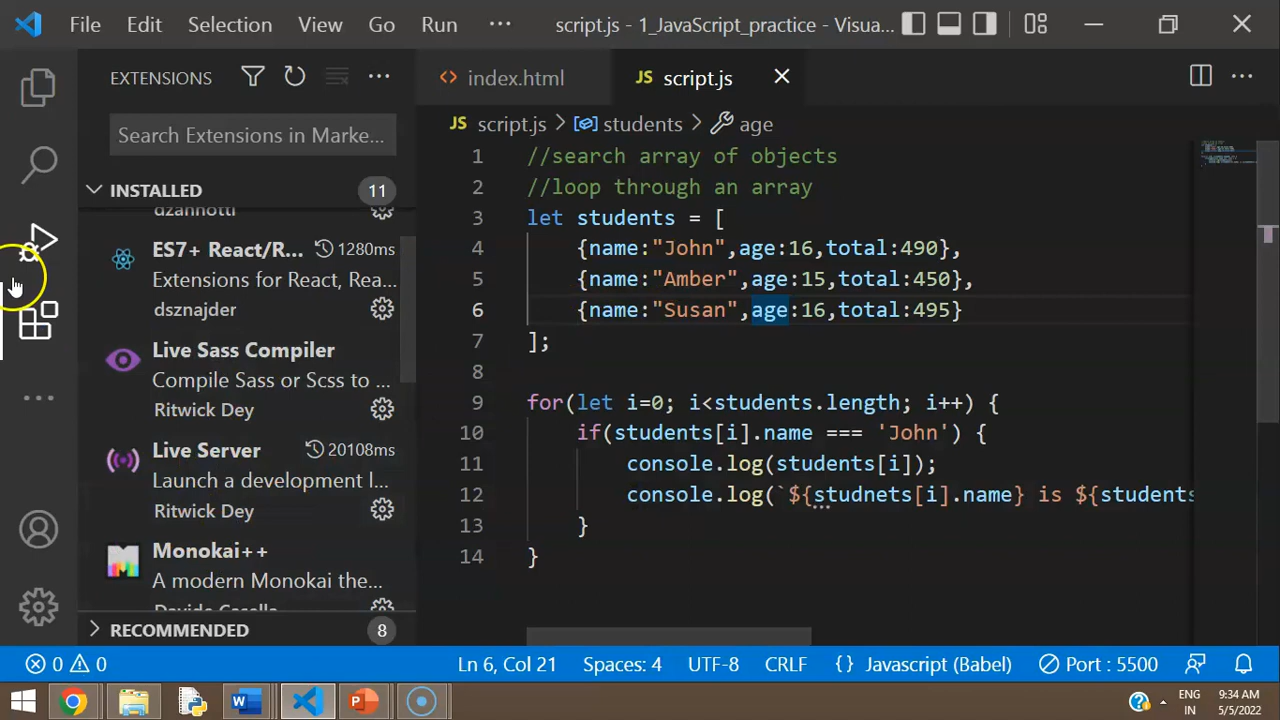 File Edit Selection View Go Run ··· script.js - 1_JavaScript_practice - Visua...
EXTENSIONS
Search Extensions in Marke...
INSTALLED 11
dzannotti
ES7+ React/R... 1280ms
Extensions for React, Rea...
dsznajder
Live Sass Compiler
Compile Sass or Scss to ...
Ritwick Dey
Live Server 20108ms
Launch a development l...
Ritwick Dey
Monokai++
A modern Monokai the...
Davide Casella
RECOMMENDED 8
index.html JS script.js
JS script.js > students > age
1 //search array of objects
2 //loop through an array
3 let students = [
4 {name:"John",age:16,total:490},
5 {name:"Amber",age:15,total:450},
6 {name:"Susan",age:16,total:495}
7 ];
8
9 for(let i=0; i<students.length; i++) {
10 if(students[i].name === 'John') {
11 console.log(students[i]);
12 console.log(`${studnets[i].name} is ${students
13 }
14 }
0 0 Ln 6, Col 21 Spaces: 4 UTF-8 CRLF {} Javascript (Babel) Port : 5500
ENG
IN
9:34 AM
5/5/2022